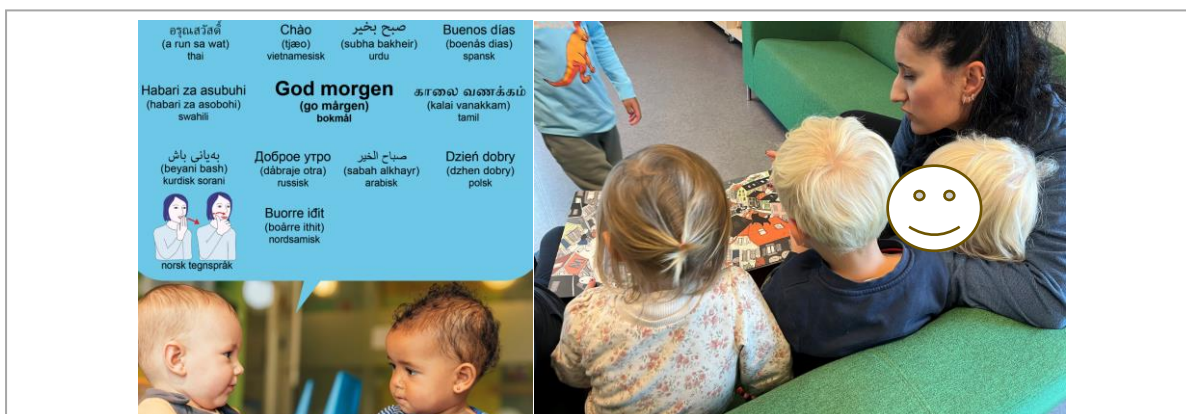 อรุณสวัสดิ์
(a run sa wat)
thai
Chào
(tjæo)
vietnamesisk
صبح بخیر
(subha bakheir)
urdu
Buenos días
(boenås dias)
spansk
Habari za asubuhi
(habari za asobohi)
swahili
God morgen
(go mårgen)
bokmål
காலை வணக்கம்
(kalai vanakkam)
tamil
بەیانی باش
(beyani bash)
kurdisk sorani
Доброе утро
(dåbraje otra)
russisk
صباح الخير
(sabah alkhayr)
arabisk
Dzień dobry
(dzhen dobry)
polsk
norsk tegnspråk
Buorre iđit
(boårre ithit)
nordsamisk